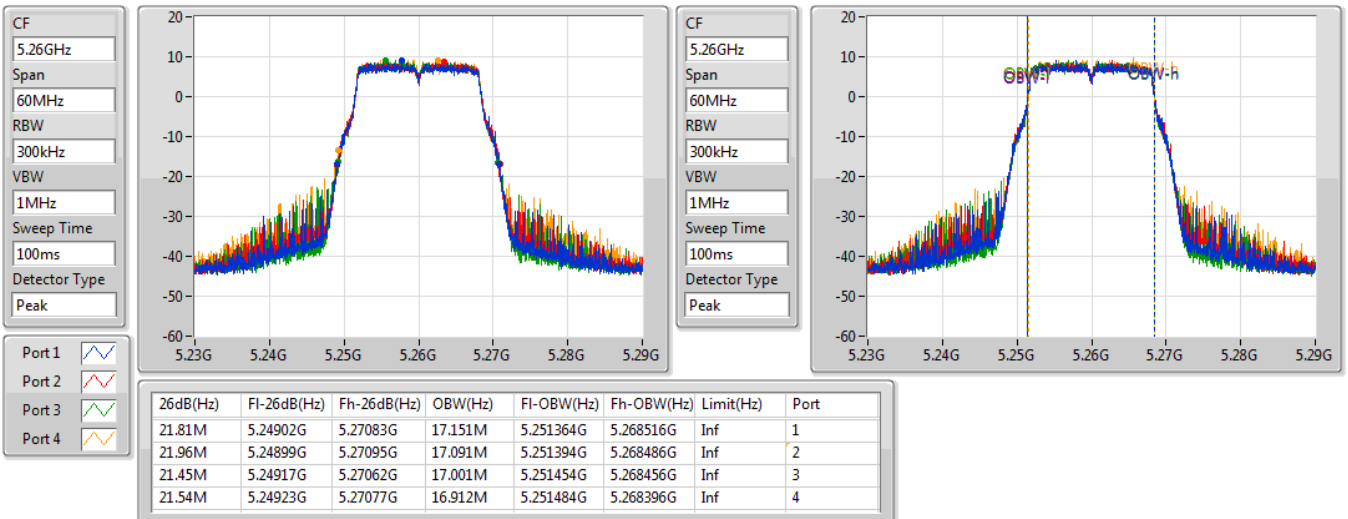 CF
5.26GHz
Span
60MHz
RBW
300kHz
VBW
1MHz
Sweep Time
100ms
Detector Type
Peak
20
10
0
-10
-20
-30
-40
-50
-60
5.23G 5.24G 5.25G 5.26G 5.27G 5.28G 5.29G
CF
5.26GHz
Span
60MHz
RBW
300kHz
VBW
1MHz
Sweep Time
100ms
Detector Type
Peak
20
10
0
-10
-20
-30
-40
-50
-60
OBW-h
5.23G 5.24G 5.25G 5.26G 5.27G 5.28G 5.29G
Port 1
Port 2
Port 3
Port 4
26dB(Hz) Fl-26dB(Hz) Fh-26dB(Hz) OBW(Hz) Fl-OBW(Hz) Fh-OBW(Hz) Limit(Hz) Port
21.81M 5.24902G 5.27083G 17.151M 5.251364G 5.268516G Inf 1
21.96M 5.24899G 5.27095G 17.091M 5.251394G 5.268486G Inf 2
21.45M 5.24917G 5.27062G 17.001M 5.251454G 5.268456G Inf 3
21.54M 5.24923G 5.27077G 16.912M 5.251484G 5.268396G Inf 4